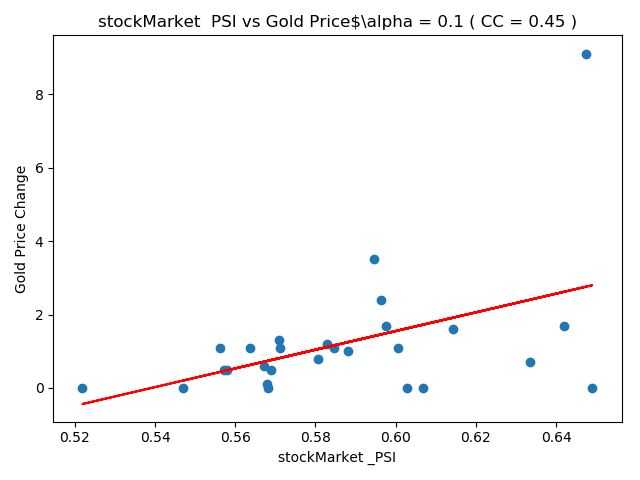 stockMarket  PSI vs Gold Price$\alpha = 0.1 ( CC = 0.45 )
Gold Price Change
8
6
4
2
0
0.52 0.54 0.56 0.58 0.60 0.62 0.64
stockMarket _PSI